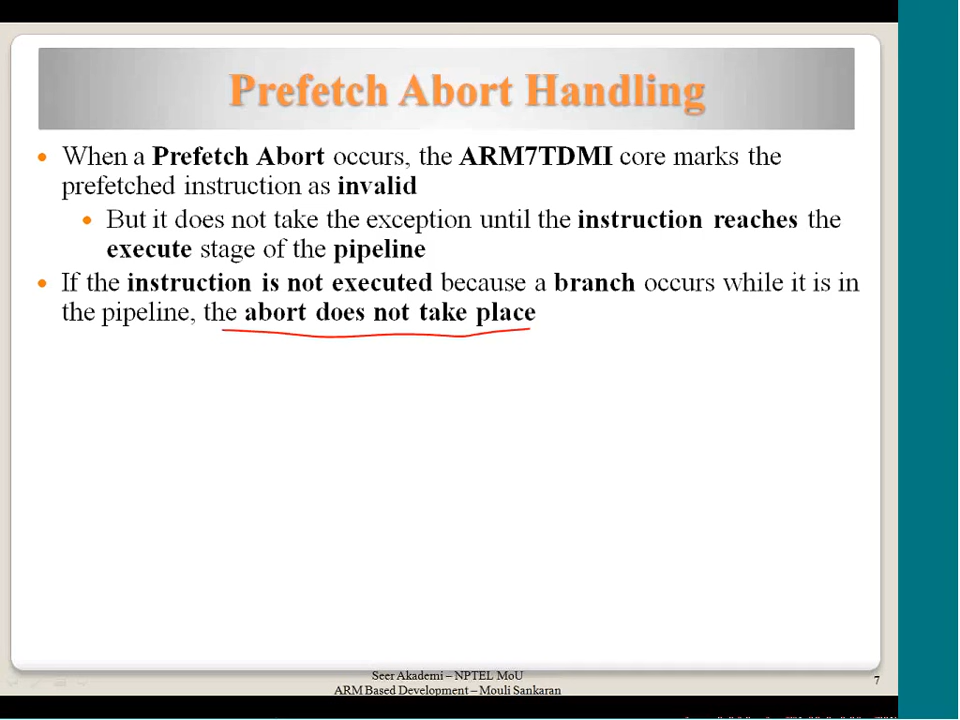 Prefetch Abort Handling
When a Prefetch Abort occurs, the ARM7TDMI core marks the
prefetched instruction as invalid
But it does not take the exception until the instruction reaches the
execute stage of the pipeline
If the instruction is not executed because a branch occurs while it is in
the pipeline, the abort does not take place
Seer Akademi – NPTEL MoU
ARM Based Development – Mouli Sankaran
7